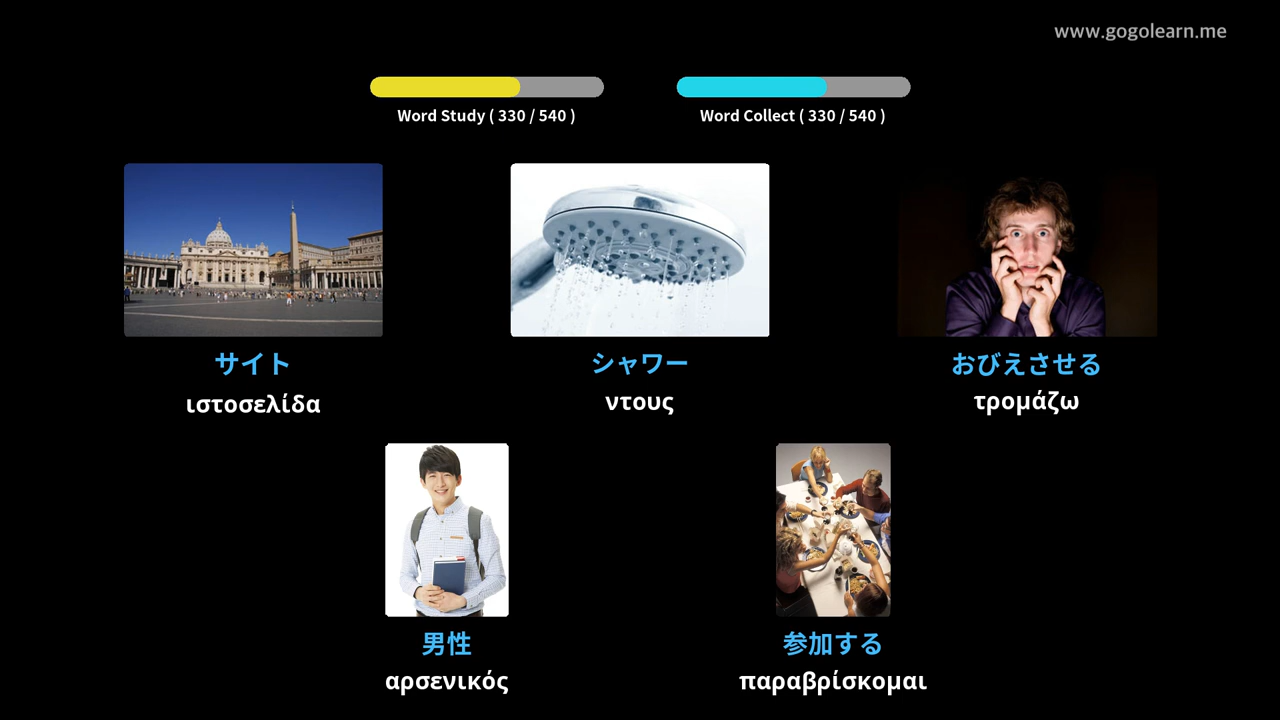 www.gogolearn.me
Word Study ( 330 / 540 )
Word Collect ( 330 / 540 )
サイト
シャワー
おびえさせる
ιστοσελίδα
ντους
τρομάζω
男性
参加する
αρσενικός
παραβρίσκομαι